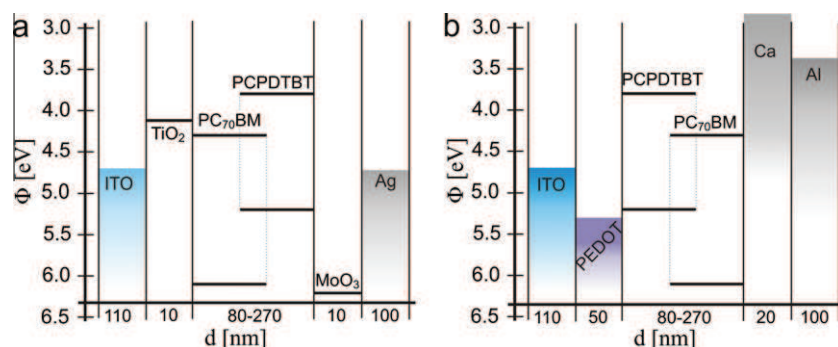 a
3.0
3.5
4.0
4.5
5.0
5.5
6.0
6.5
Φ [eV]
ITO
TiO₂
PC₇₀BM
PCPDTBT
MoO₃
Ag
110 10 80-270 10 100
d [nm]
b
3.0
3.5
4.0
4.5
5.0
5.5
6.0
6.5
Φ [eV]
ITO
PEDOT
PCPDTBT
PC₇₀BM
Ca
Al
110 50 80-270 20 100
d [nm]